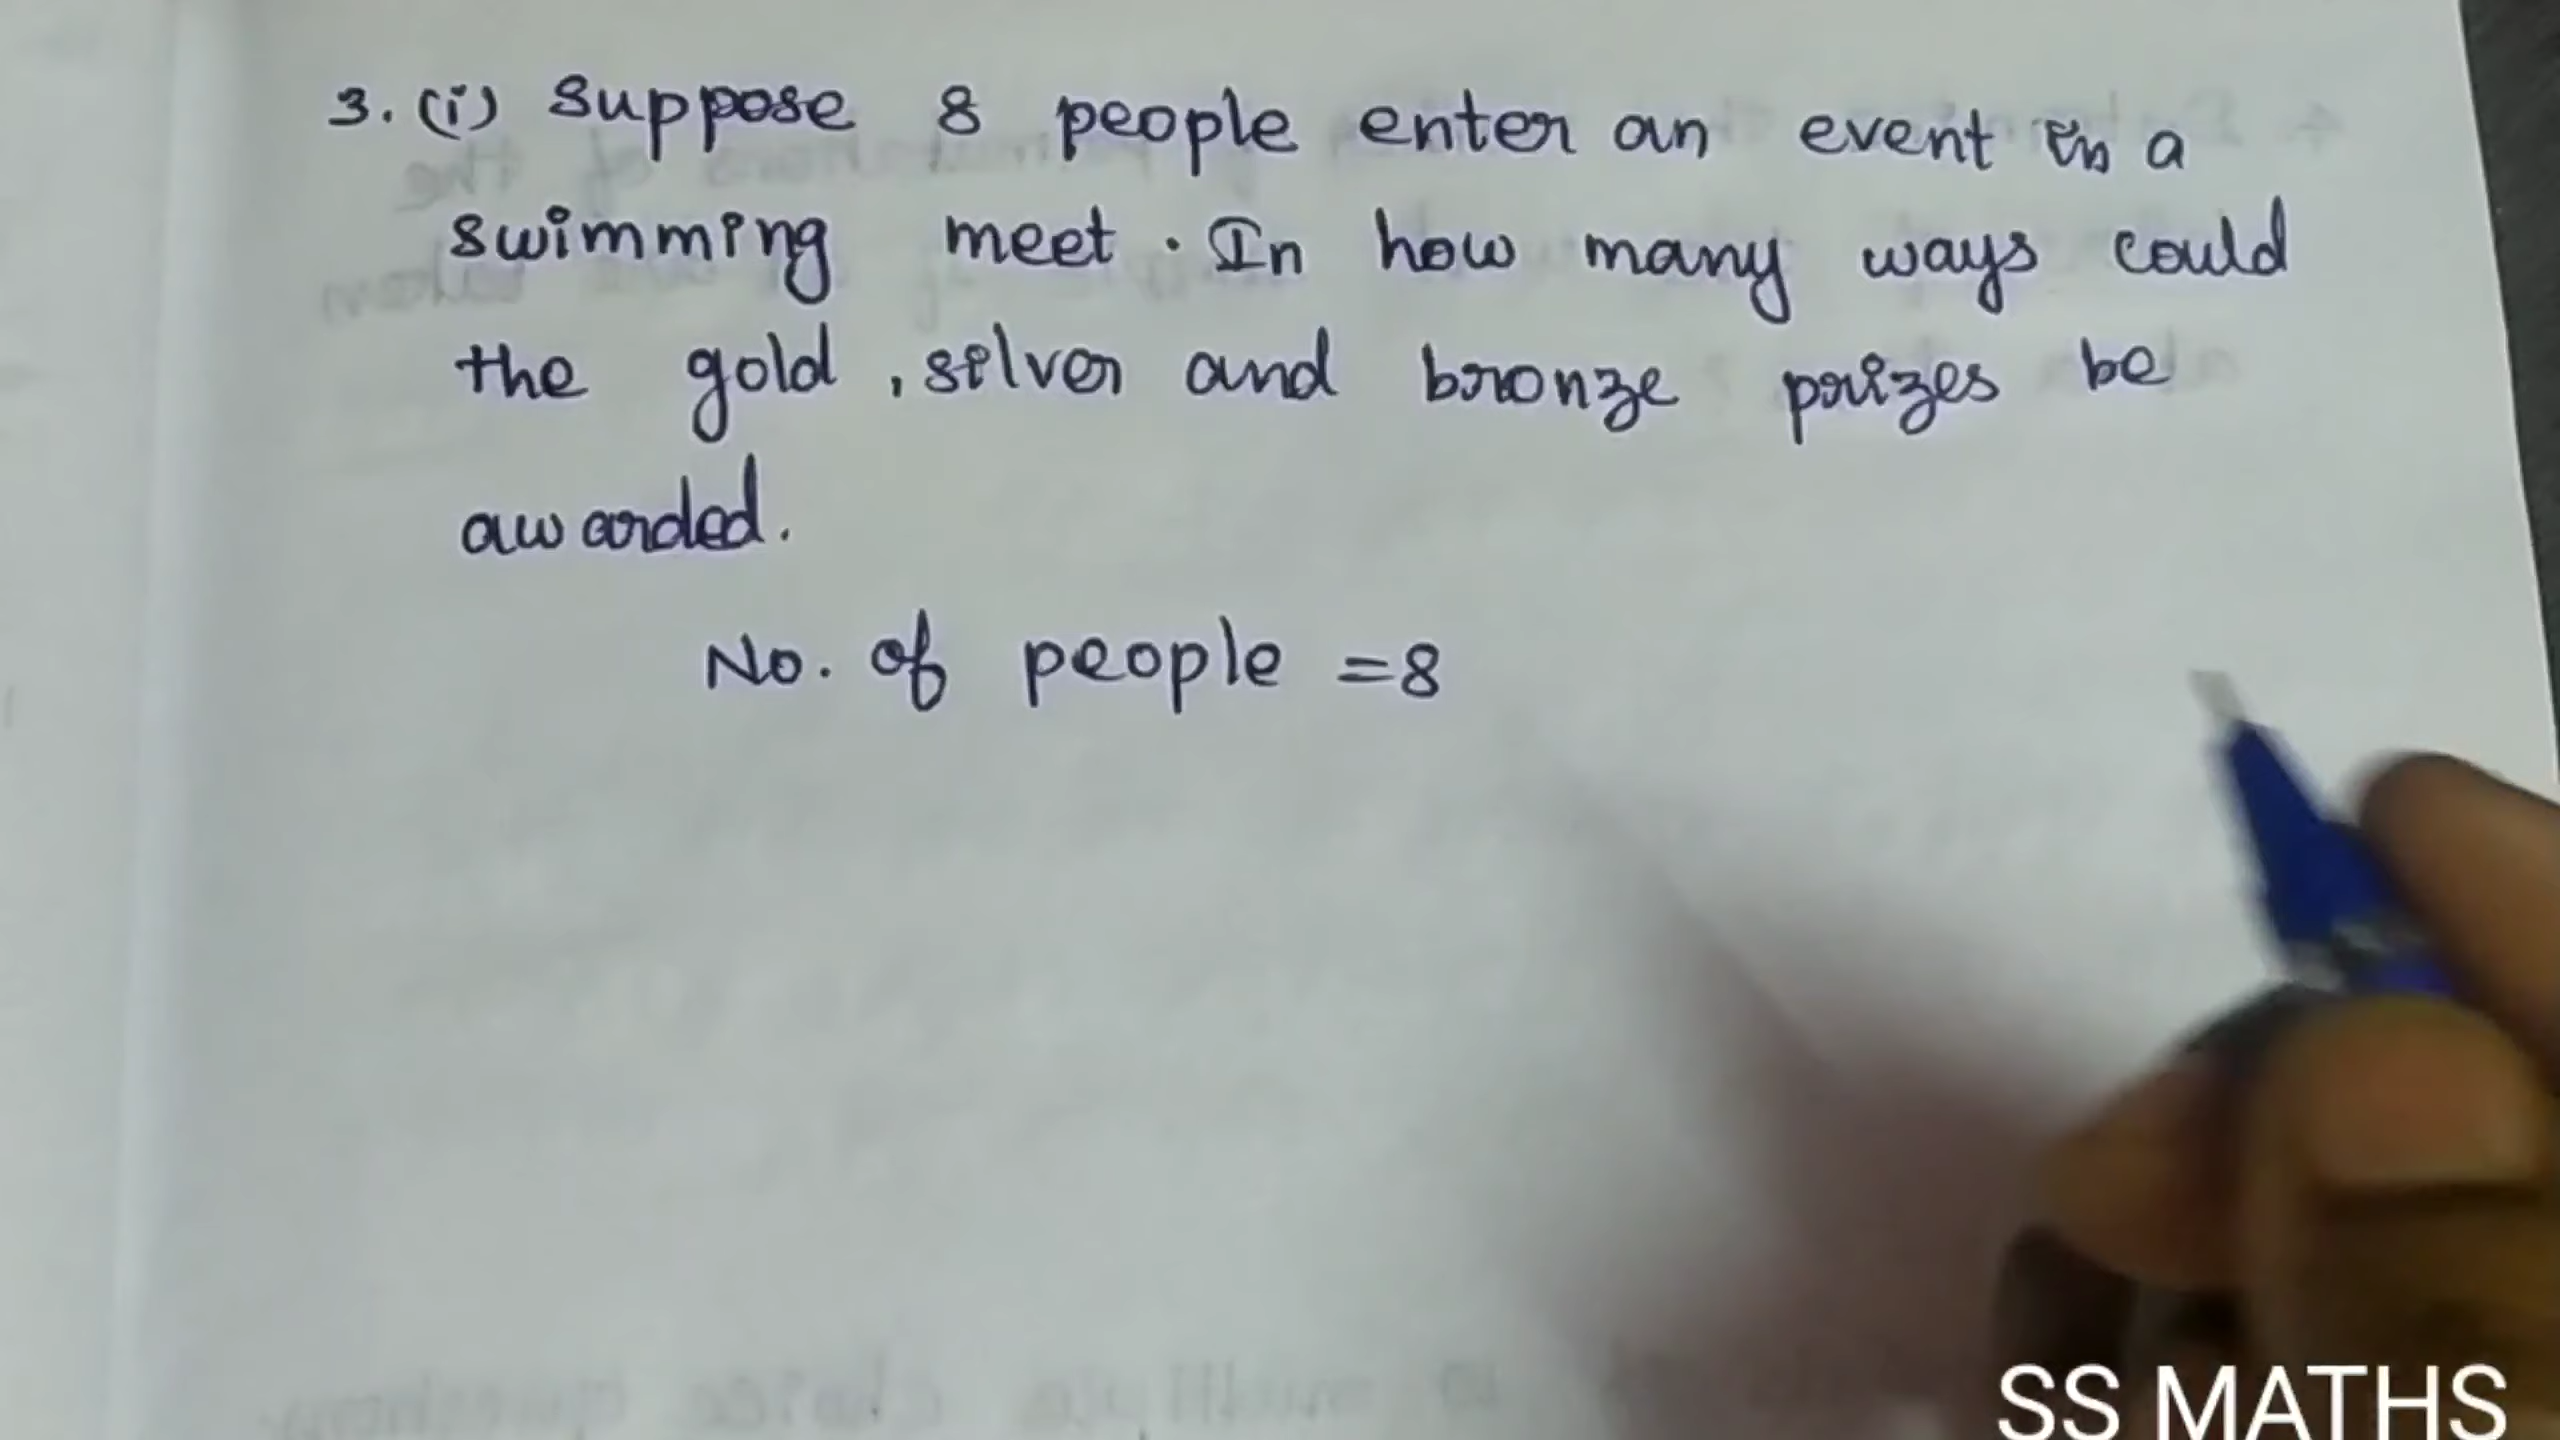 3. (i) Suppose 8 people enter an event in a
swimming meet. In how many ways could
the gold, silver and bronze prizes be
awarded.
No. of people = 8
SS MATHS